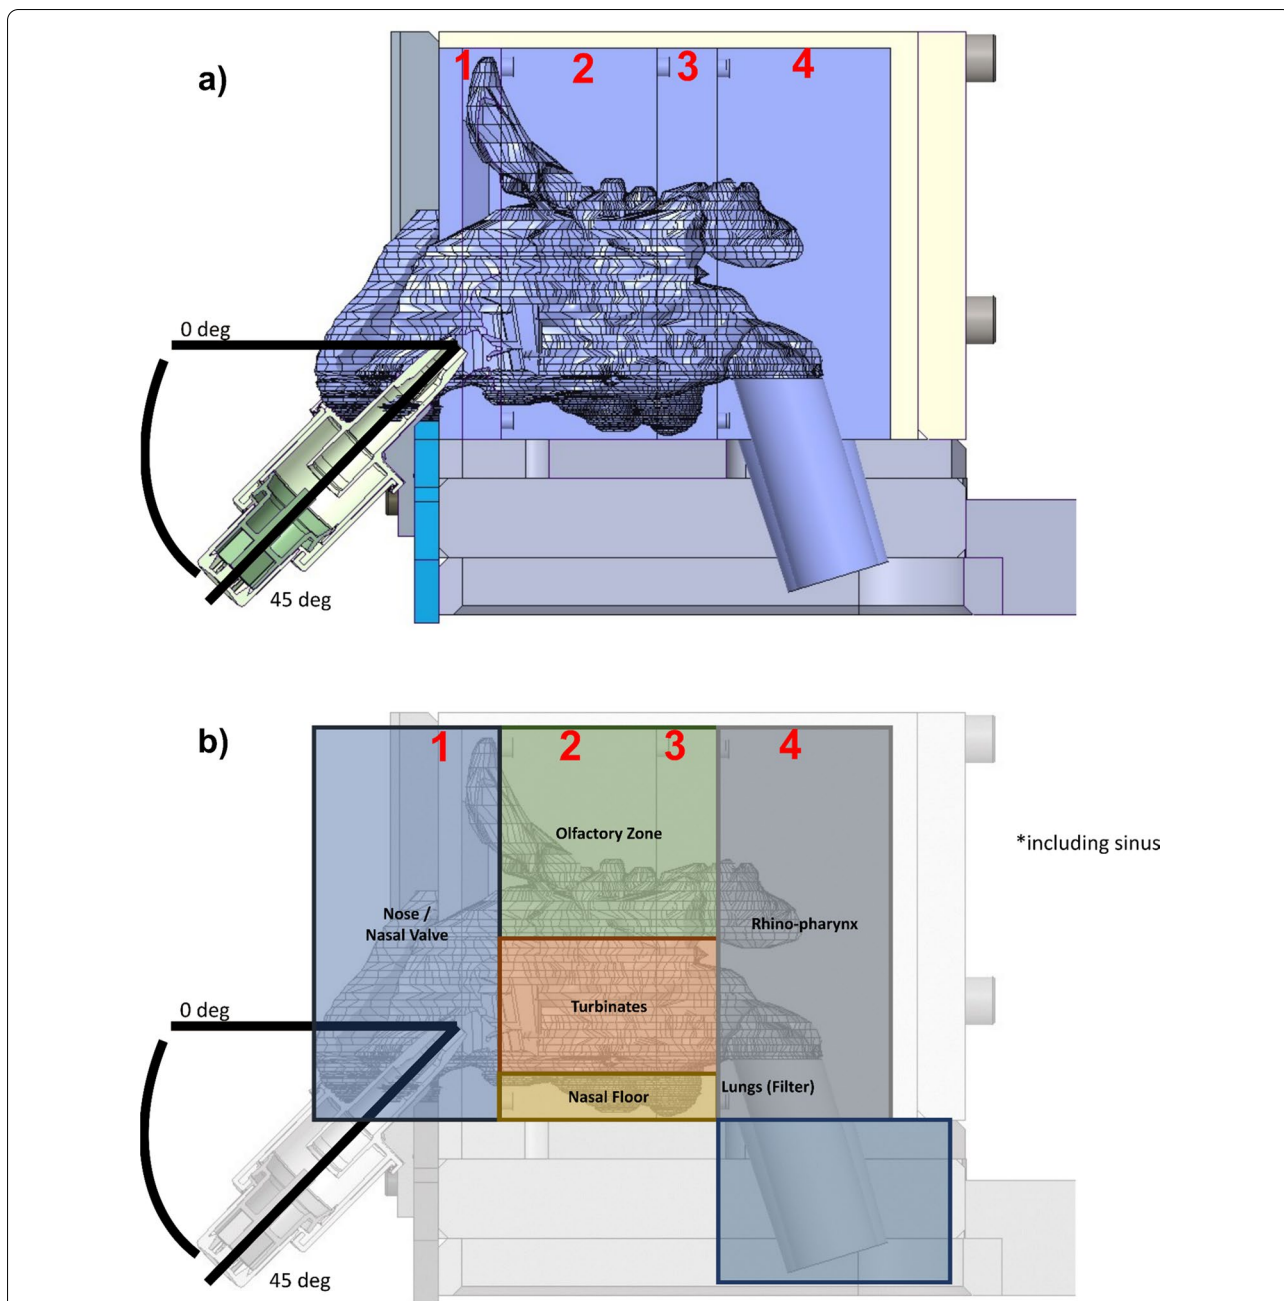 a)
1 2 3 4
0 deg
45 deg
b)
1 2 3 4
Olfactory Zone
*including sinus
Nose /
Nasal Valve
Rhino-pharynx
0 deg
Turbinates
Nasal Floor
Lungs (Filter)
45 deg